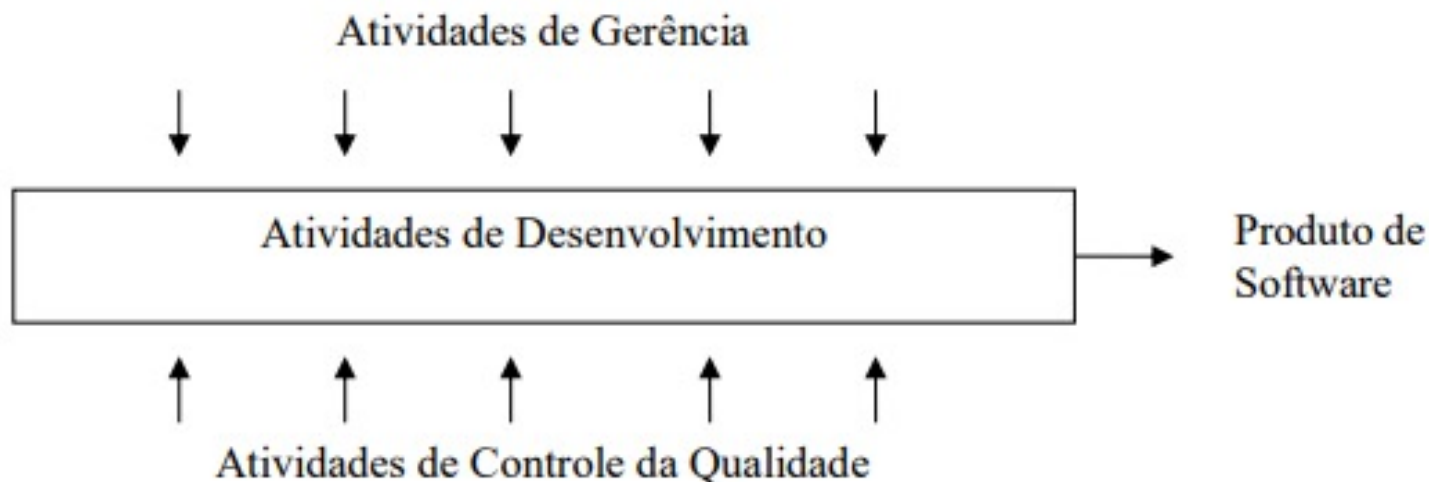 Atividades de Gerência
Atividades de Desenvolvimento
Produto de
Software
Atividades de Controle da Qualidade